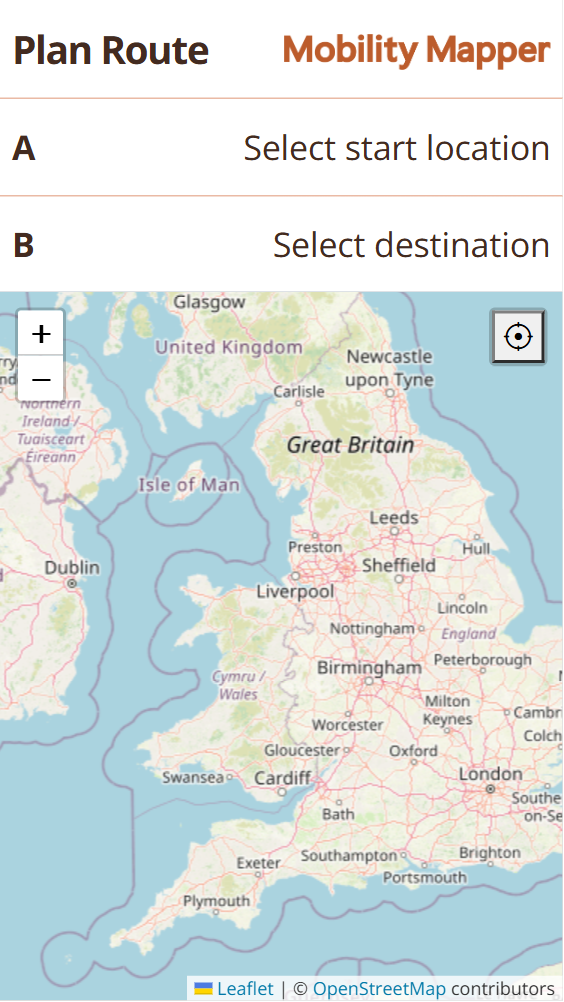 Plan Route
Mobility Mapper
A
Select start location
B
Select destination
+
−
Glasgow
United Kingdom
Newcastle
upon Tyne
Carlisle
Northern
Ireland /
Tuaisceart
Éireann
Great Britain
Isle of Man
Leeds
Preston
Hull
Dublin
Sheffield
Liverpool
Lincoln
Nottingham
England
Birmingham
Peterborough
Cymru /
Wales
Milton
Keynes
Cambr
Worcester
Colch
Gloucester
Oxford
Swansea
Cardiff
London
Southe
on-Se
Bath
Exeter
Southampton
Brighton
Portsmouth
Plymouth
Leaflet | © OpenStreetMap contributors